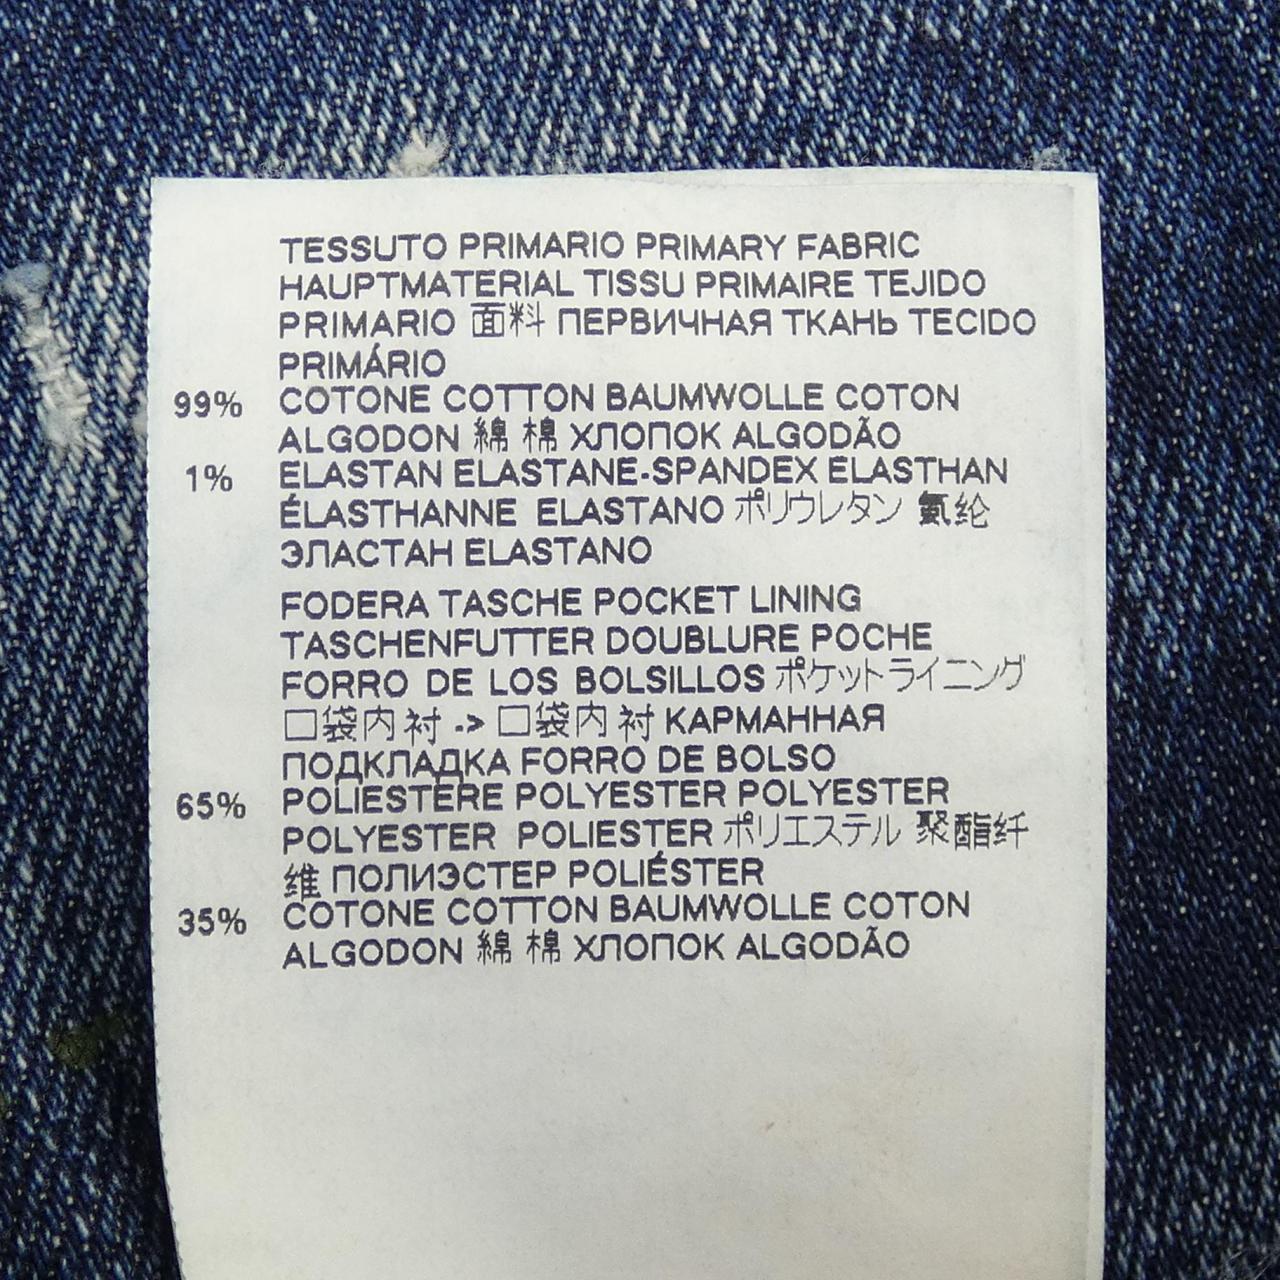 TESSUTO PRIMARIO PRIMARY FABRIC
HAUPTMATERIAL TISSU PRIMAIRE TEJIDO
PRIMARIO 面料 ПЕРВИЧНАЯ ТКАНЬ TECIDO
PRIMÁRIO
99% COTONE COTTON BAUMWOLLE COTON
ALGODON 綿 棉 ХЛОПОК ALGODÃO
1% ELASTAN ELASTANE-SPANDEX ELASTHAN
ÉLASTHANNE ELASTANO ポリウレタン 氨纶
ЭЛАСТАН ELASTANO
FODERA TASCHE POCKET LINING
TASCHENFUTTER DOUBLURE POCHE
FORRO DE LOS BOLSILLOS ポケットライニング
口袋内衬 -> 口袋内衬 КАРМАННАЯ
ПОДКЛАДКА FORRO DE BOLSO
65% POLIESTERE POLYESTER POLYESTER
POLYESTER POLIESTER ポリエステル 聚酯纤
维 ПОЛИЭСТЕР POLIÉSTER
35% COTONE COTTON BAUMWOLLE COTON
ALGODON 綿 棉 ХЛОПОК ALGODÃO